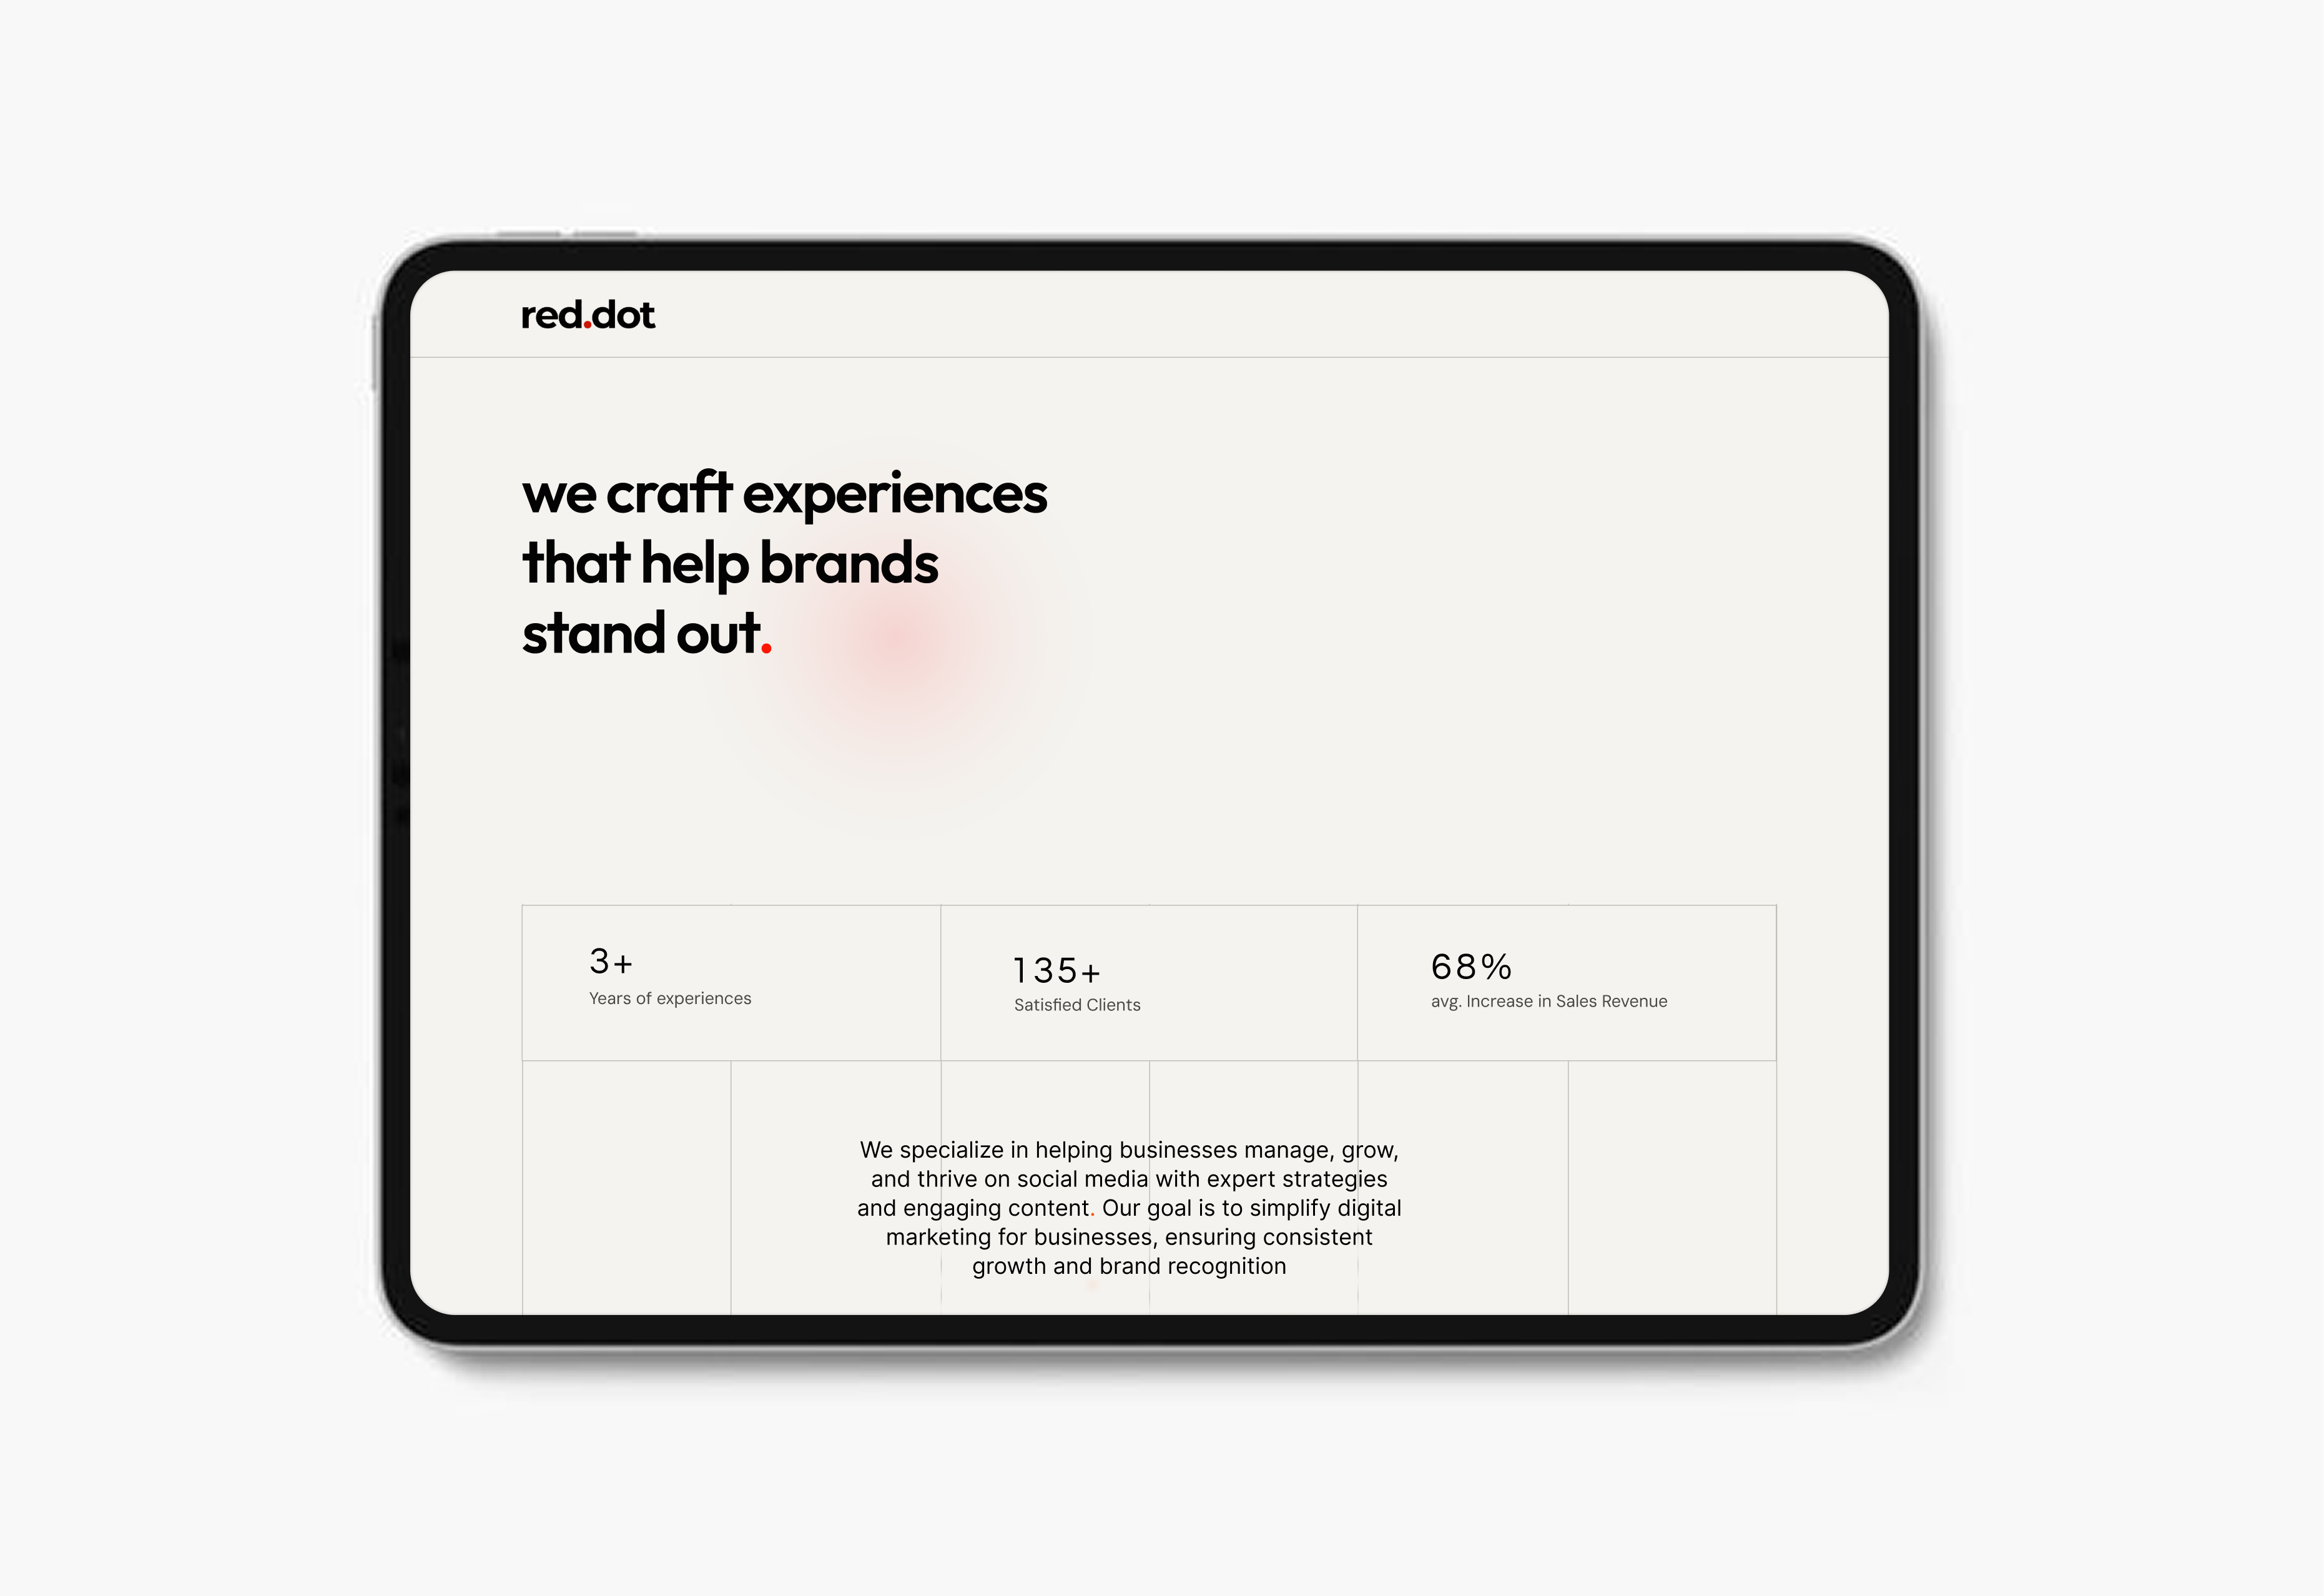 red.dot
we craft experiences
that help brands
stand out.
3+
Years of experiences
135+
Satisfied Clients
68%
avg. Increase in Sales Revenue
We specialize in helping businesses manage, grow,
and thrive on social media with expert strategies
and engaging content. Our goal is to simplify digital
marketing for businesses, ensuring consistent
growth and brand recognition